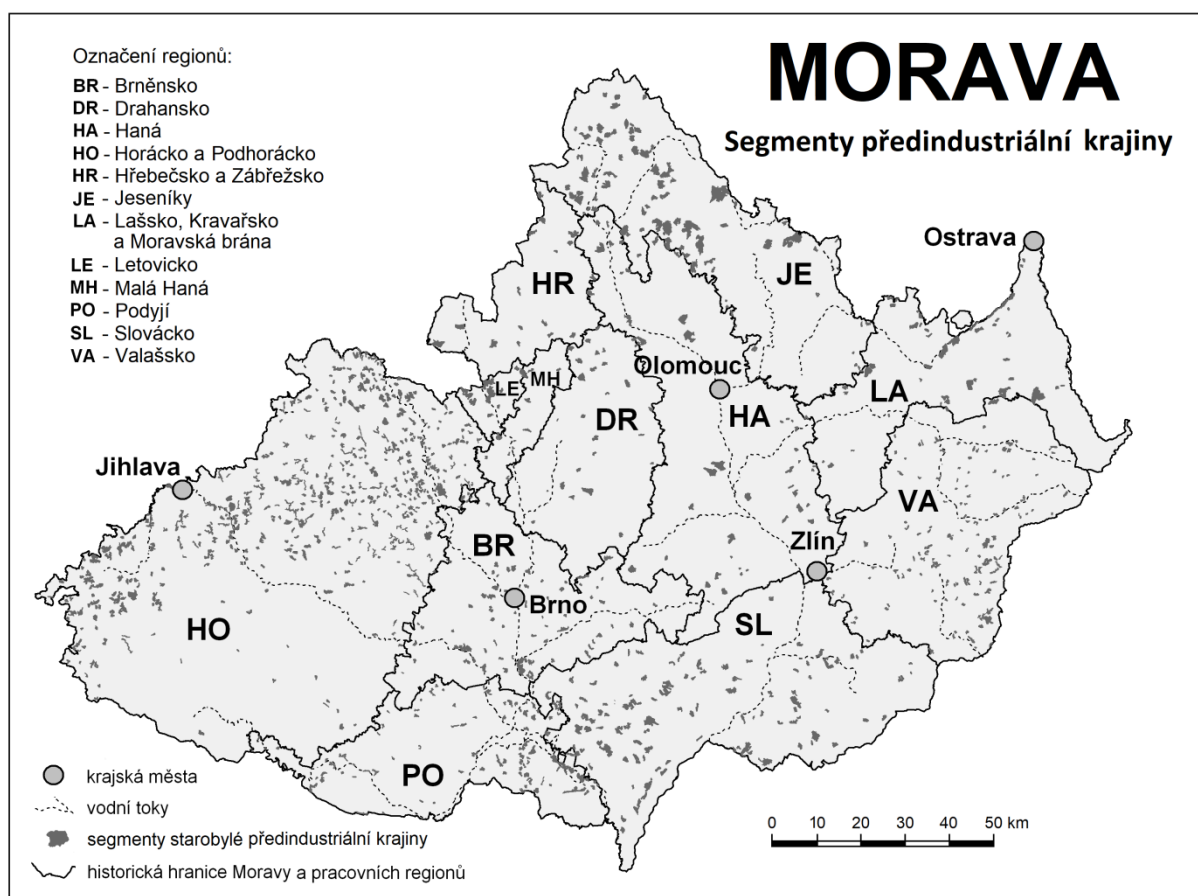 MORAVA
Segmenty předindustriální krajiny
Označení regionů:
BR - Brněnsko
DR - Drahansko
HA - Haná
HO - Horácko a Podhorácko
HR - Hřebečsko a Zábřežsko
JE - Jeseníky
LA - Lašsko, Kravařsko
a Moravská brána
LE - Letovicko
MH - Malá Haná
PO - Podyjí
SL - Slovácko
VA - Valašsko
Ostrava
HR
JE
Olomouc
LE
MH
LA
DR
HA
Jihlava
VA
BR
Zlín
Brno
HO
SL
PO
krajská města
vodní toky
segmenty starobylé předindustriální krajiny
historická hranice Moravy a pracovních regionů
0 10 20 30 40 50 km